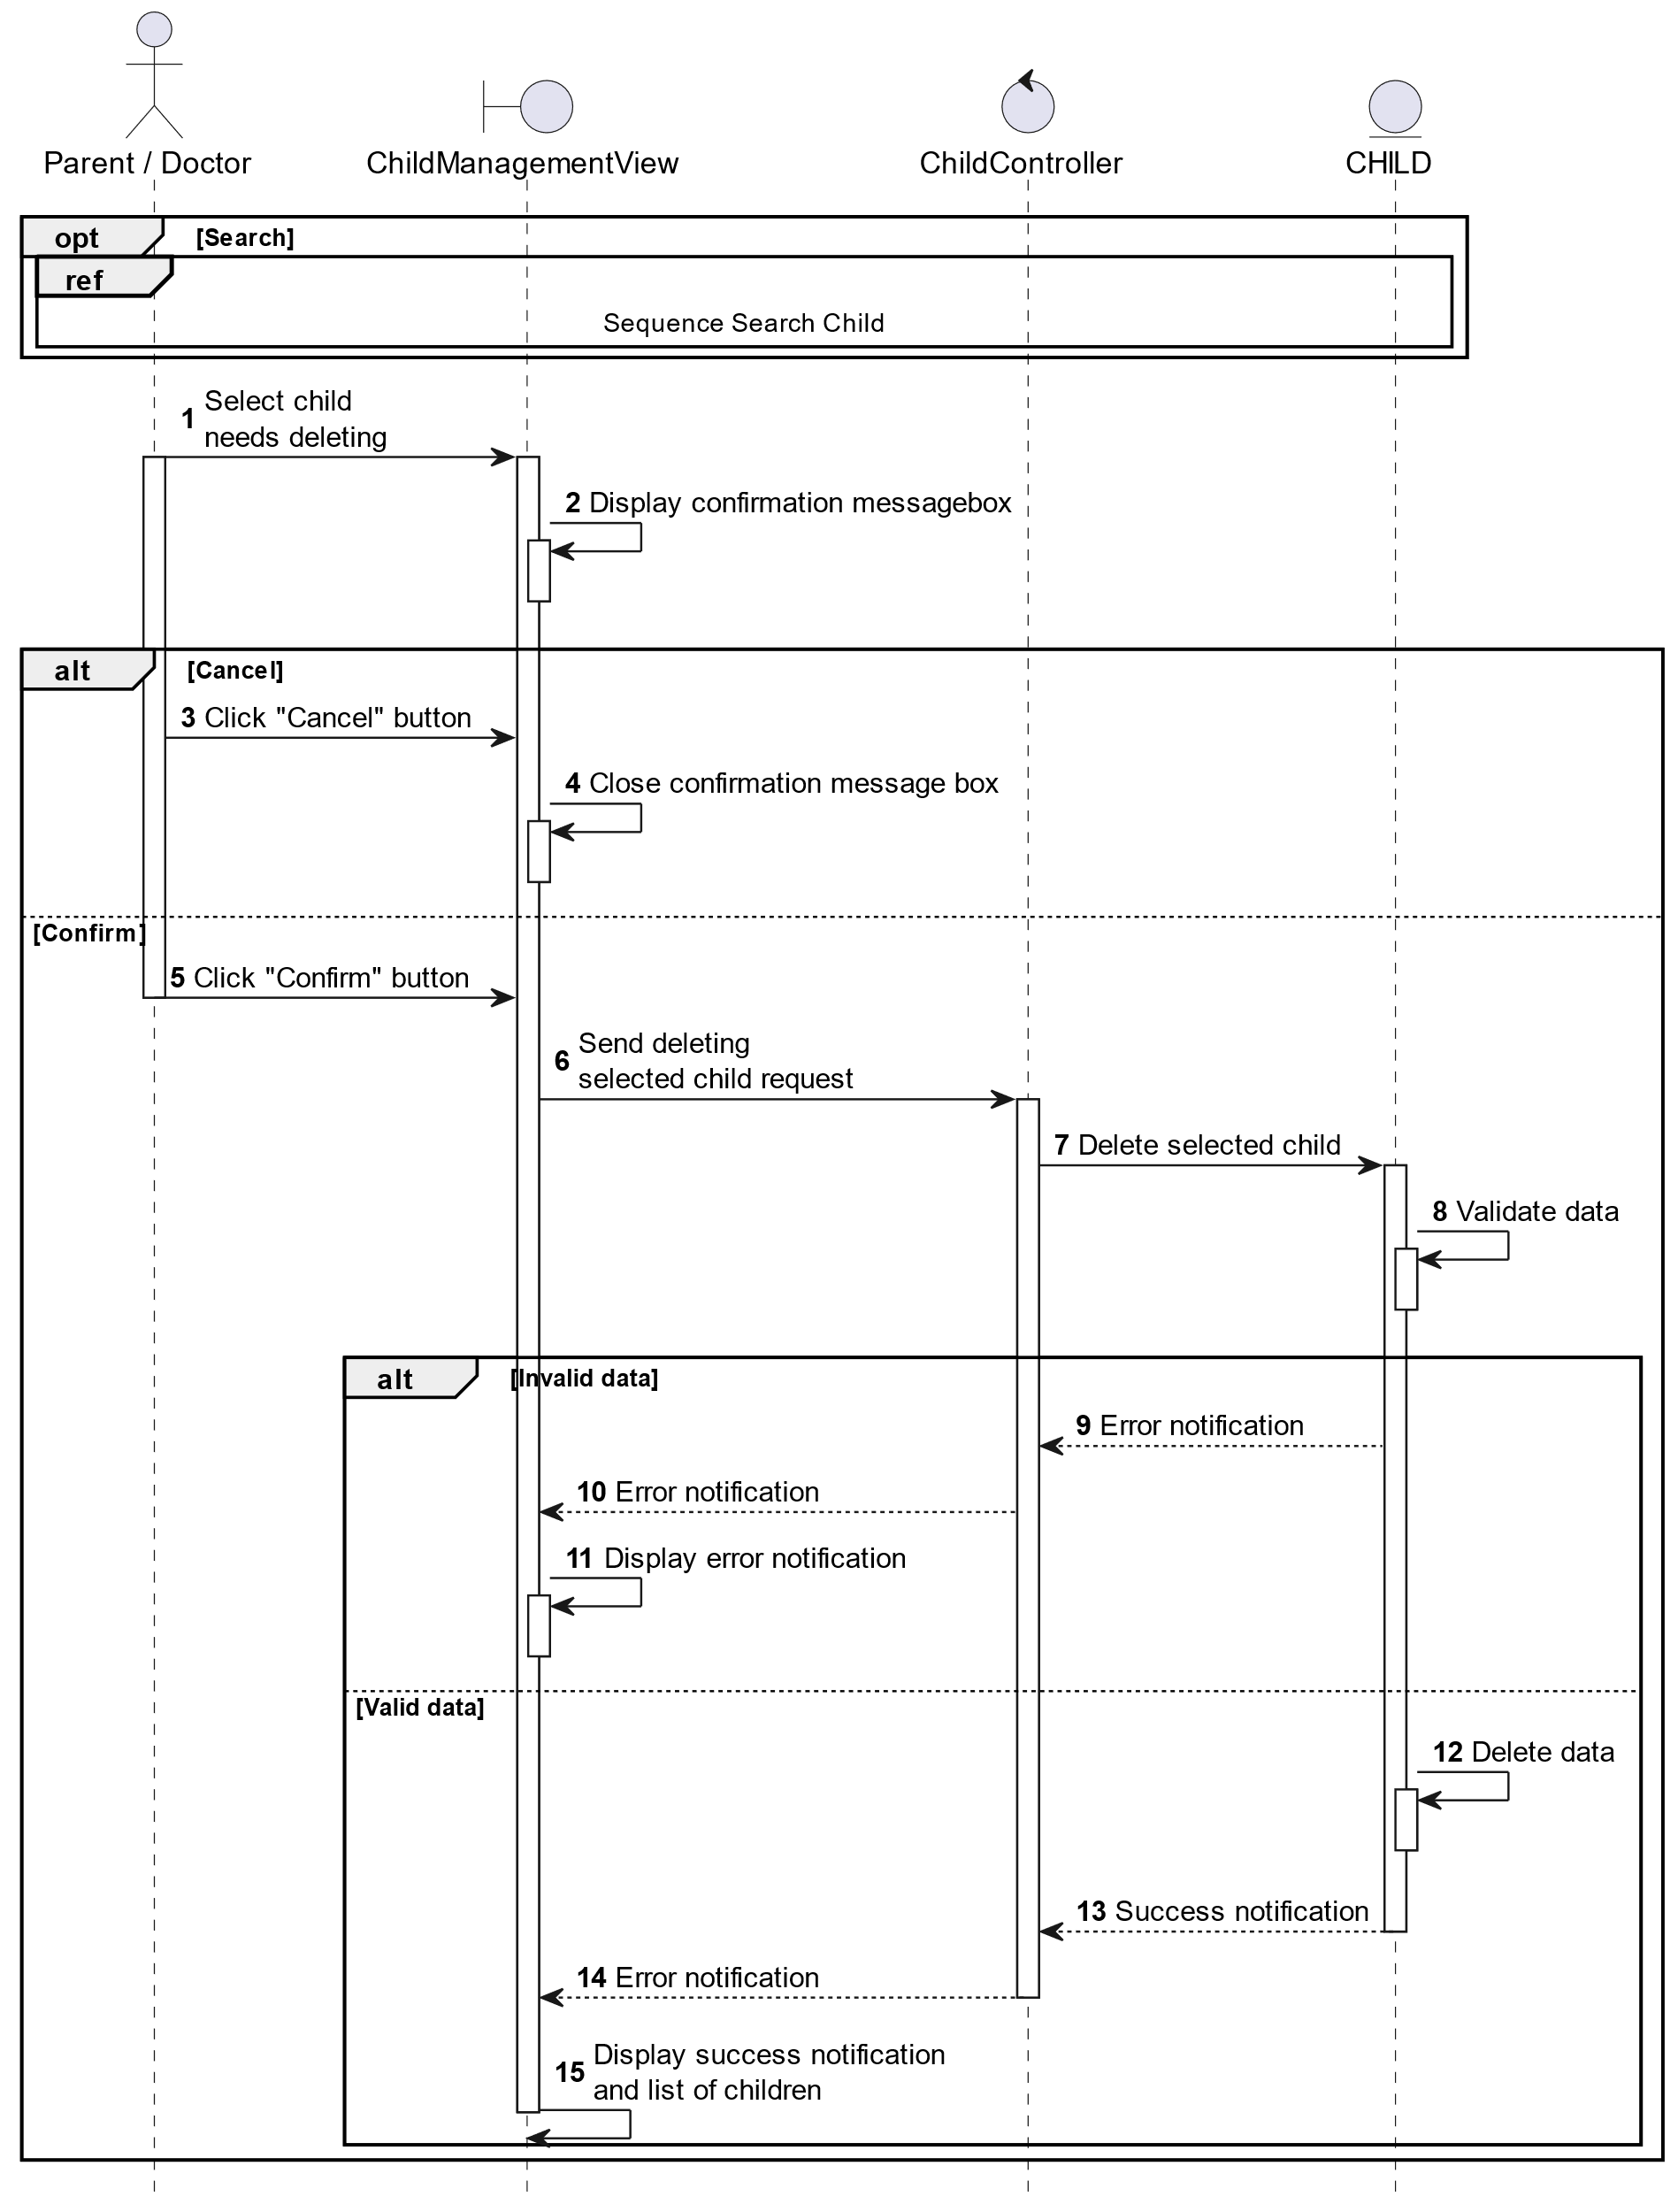 Parent / Doctor
ChildManagementView
ChildController
CHILD
opt
[Search]
ref
Sequence Search Child
1
Select child
needs deleting
2 Display confirmation messagebox
alt
[Cancel]
3 Click "Cancel" button
4 Close confirmation message box
[Confirm]
5 Click "Confirm" button
6
Send deleting
selected child request
7 Delete selected child
8 Validate data
alt
[Invalid data]
9 Error notification
10 Error notification
11 Display error notification
[Valid data]
12 Delete data
13 Success notification
14 Error notification
15
Display success notification
and list of children